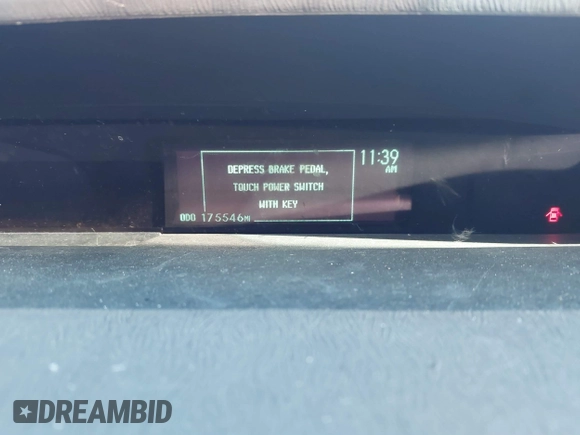 DEPRESS BRAKE PEDAL,
TOUCH POWER SWITCH
WITH KEY
11:39
AM
ODO 175546MI
DREAMBID